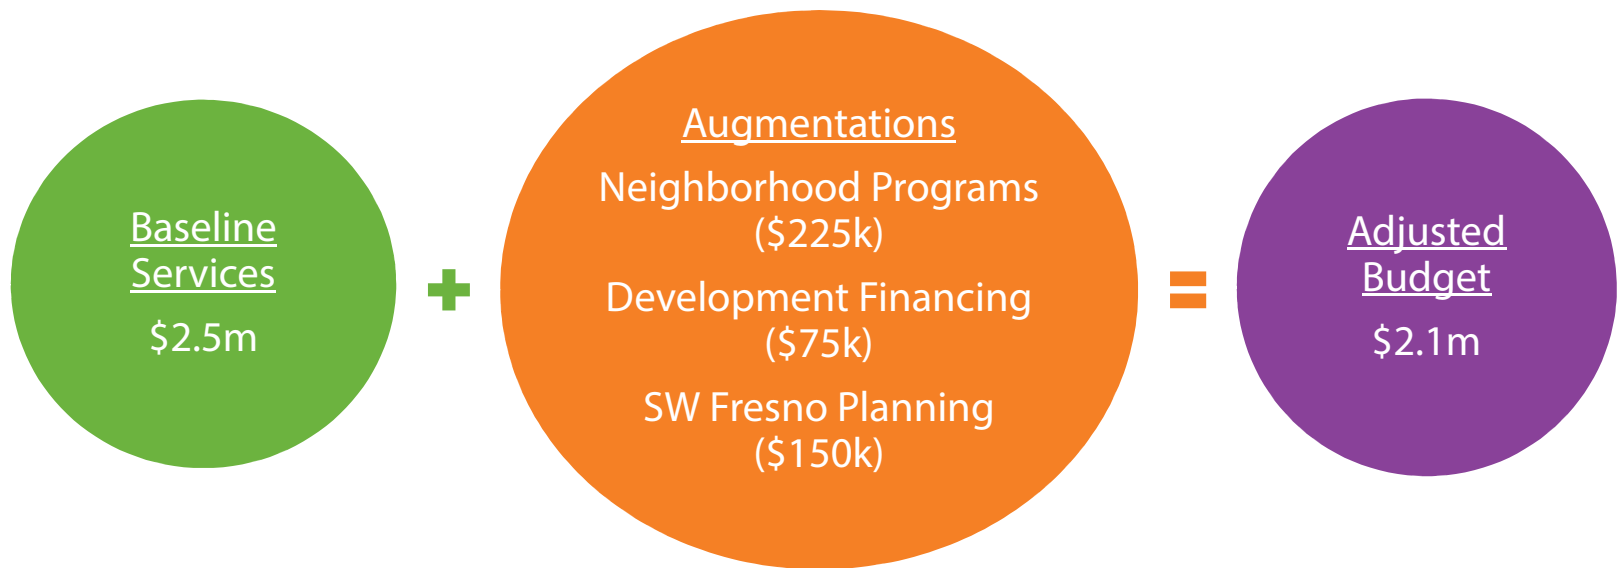 Baseline
Services
$2.5m
+
Augmentations
Neighborhood Programs
($225k)
Development Financing
($75k)
SW Fresno Planning
($150k)
=
Adjusted
Budget
$2.1m